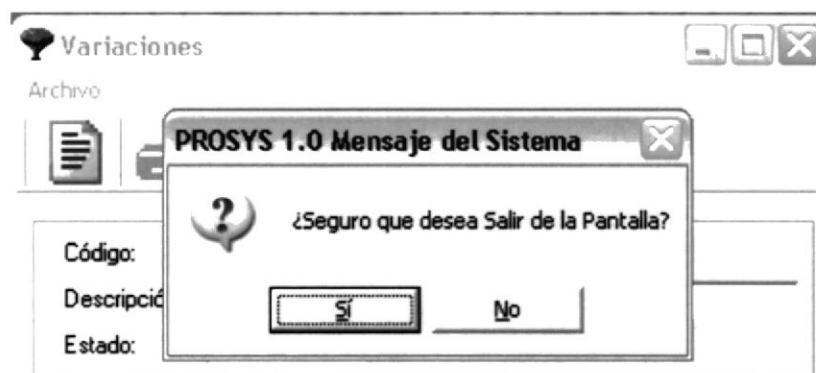 Variaciones
Archivo
PROSYS 1.0 Mensaje del Sistema
¿Seguro que desea Salir de la Pantalla?
Código:
Descripció
Estado:
Sí
No